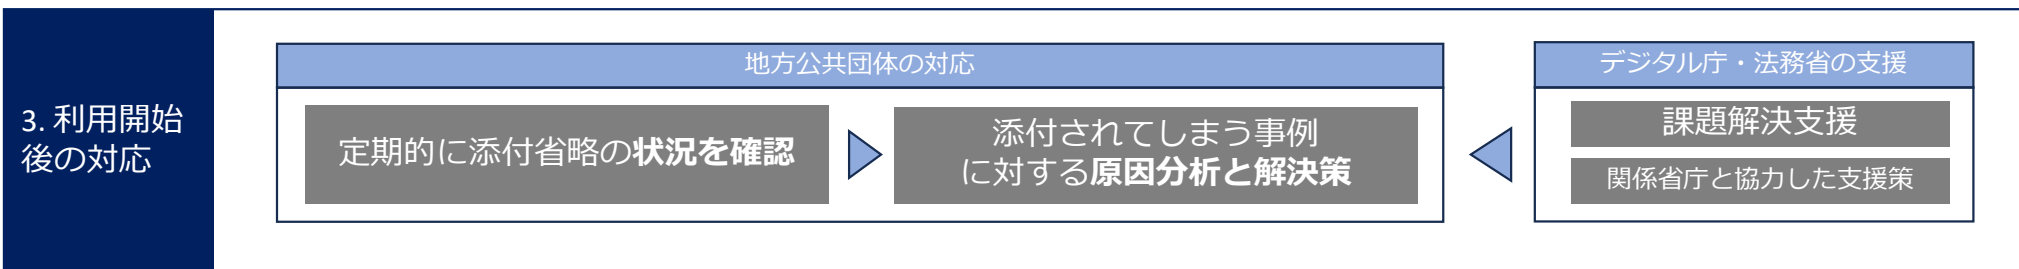 3. 利用開始
後の対応
地方公共団体の対応
定期的に添付省略の状況を確認
添付されてしまう事例
に対する原因分析と解決策
デジタル庁・法務省の支援
課題解決支援
関係省庁と協力した支援策